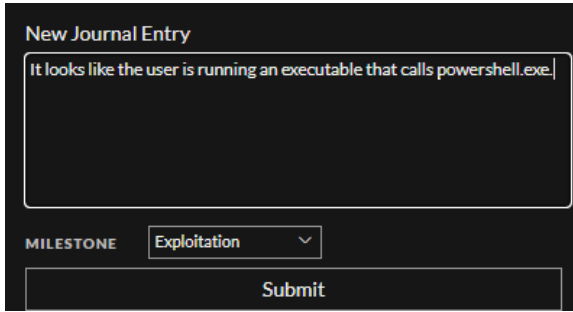 New Journal Entry
It looks like the user is running an executable that calls powershell.exe.
MILESTONE Exploitation
Submit